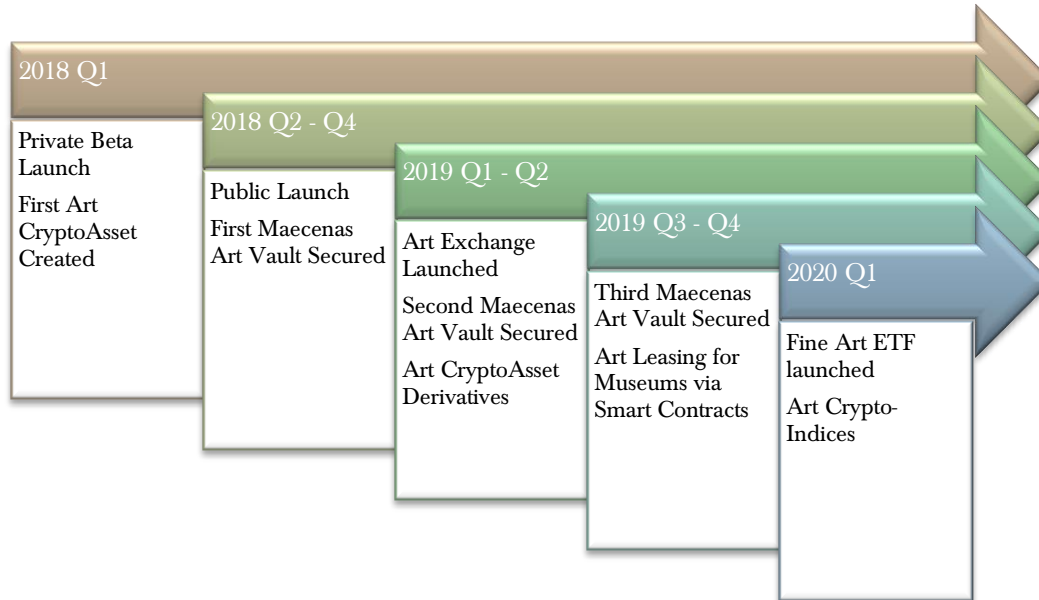 2018 Q1
Private Beta
Launch
First Art
CryptoAsset
Created
2018 Q2 - Q4
Public Launch
First Maecenas
Art Vault Secured
2019 Q1 - Q2
Art Exchange
Launched
Second Maecenas
Art Vault Secured
Art CryptoAsset
Derivatives
2019 Q3 - Q4
Third Maecenas
Art Vault Secured
Art Leasing for
Museums via
Smart Contracts
2020 Q1
Fine Art ETF
launched
Art Crypto-
Indices